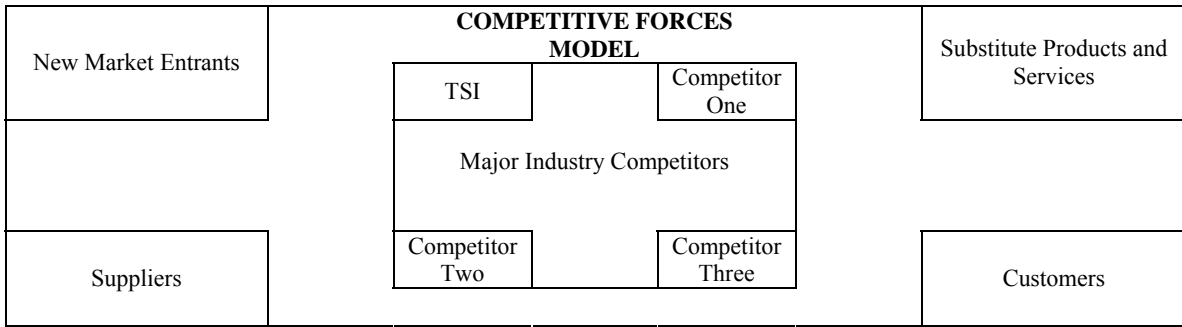 COMPETITIVE FORCES
MODEL
New Market Entrants
Substitute Products and
Services
TSI
Competitor
One
Major Industry Competitors
Competitor
Two
Competitor
Three
Suppliers
Customers